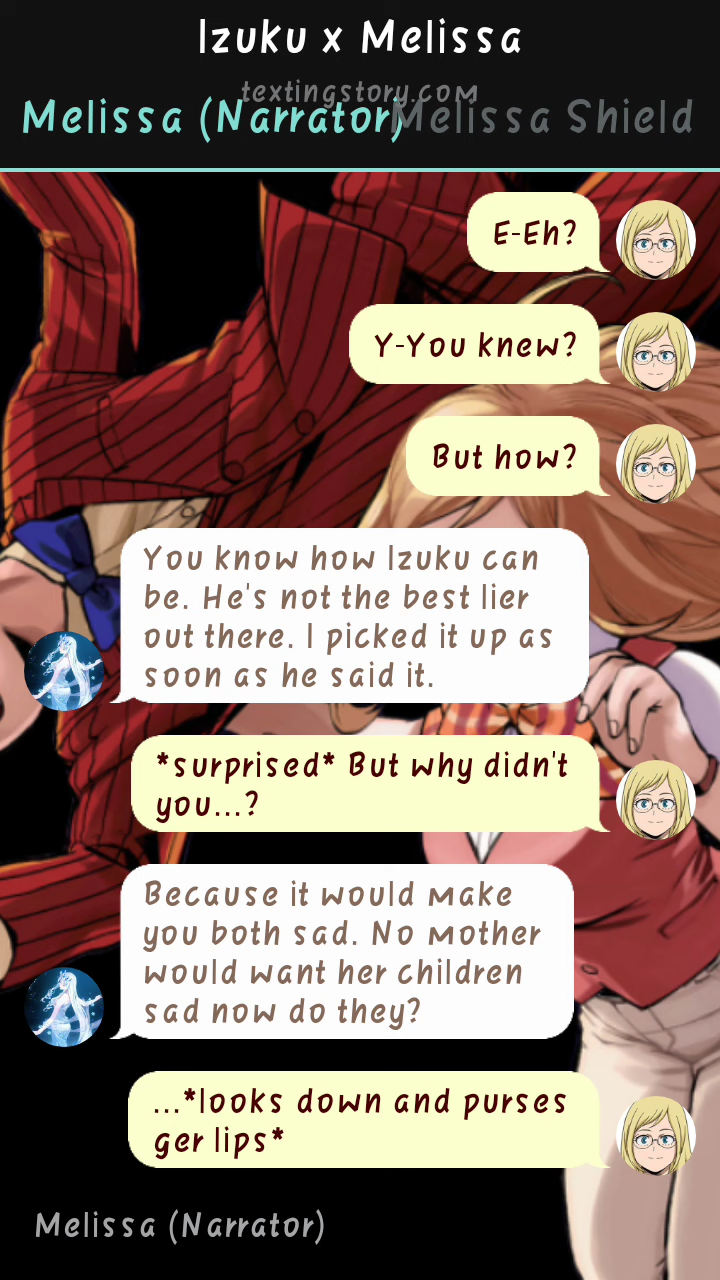 Izuku x Melissa
textingstory.com
Melissa (Narrator) Melissa Shield
E-Eh?
Y-You knew?
But how?
You know how Izuku can
be. He's not the best lier
out there. I picked it up as
soon as he said it.
*surprised* But why didn't
you...?
Because it would make
you both sad. No mother
would want her children
sad now do they?
...*looks down and purses
ger lips*
Melissa (Narrator)